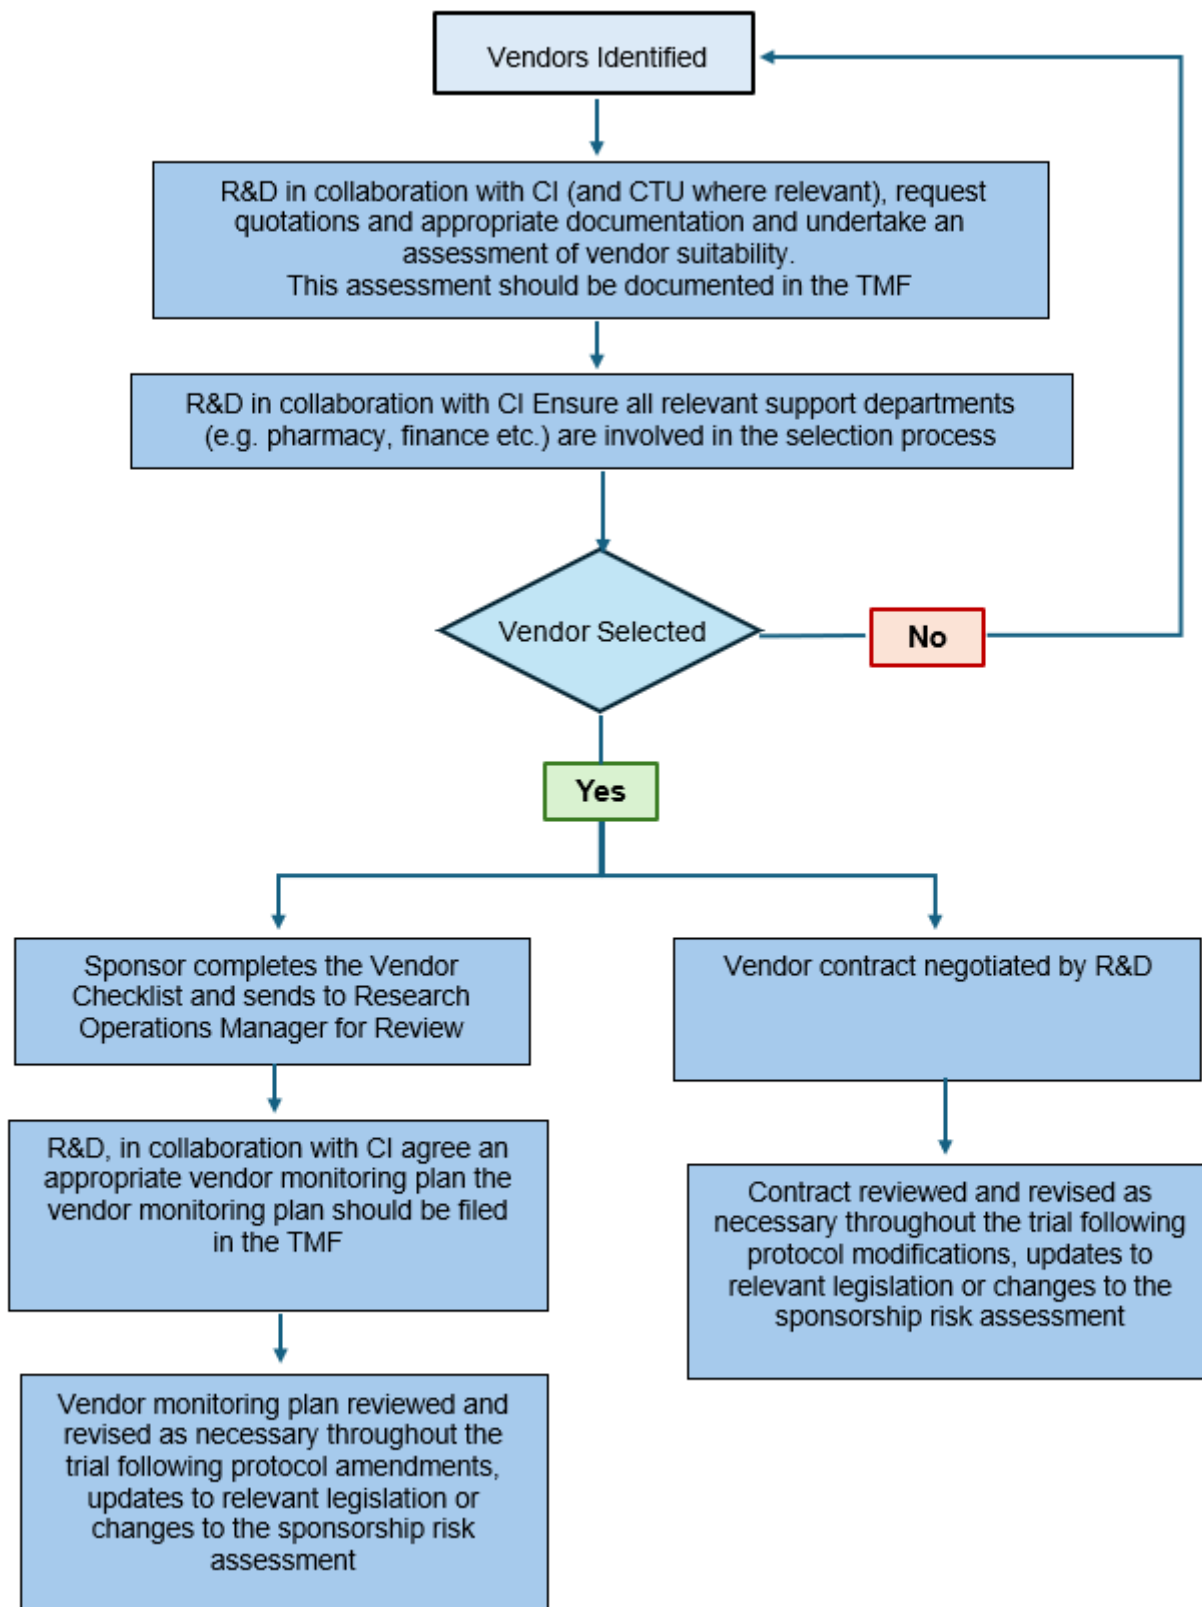 Vendors Identified
R&D in collaboration with CI (and CTU where relevant), request
quotations and appropriate documentation and undertake an
assessment of vendor suitability.
This assessment should be documented in the TMF
R&D in collaboration with CI Ensure all relevant support departments
(e.g. pharmacy, finance etc.) are involved in the selection process
Vendor Selected
No
Yes
Sponsor completes the Vendor
Checklist and sends to Research
Operations Manager for Review
Vendor contract negotiated by R&D
R&D, in collaboration with CI agree an
appropriate vendor monitoring plan the
vendor monitoring plan should be filed
in the TMF
Contract reviewed and revised as
necessary throughout the trial following
protocol modifications, updates to
relevant legislation or changes to the
sponsorship risk assessment
Vendor monitoring plan reviewed and
revised as necessary throughout the
trial following protocol amendments,
updates to relevant legislation or
changes to the sponsorship risk
assessment